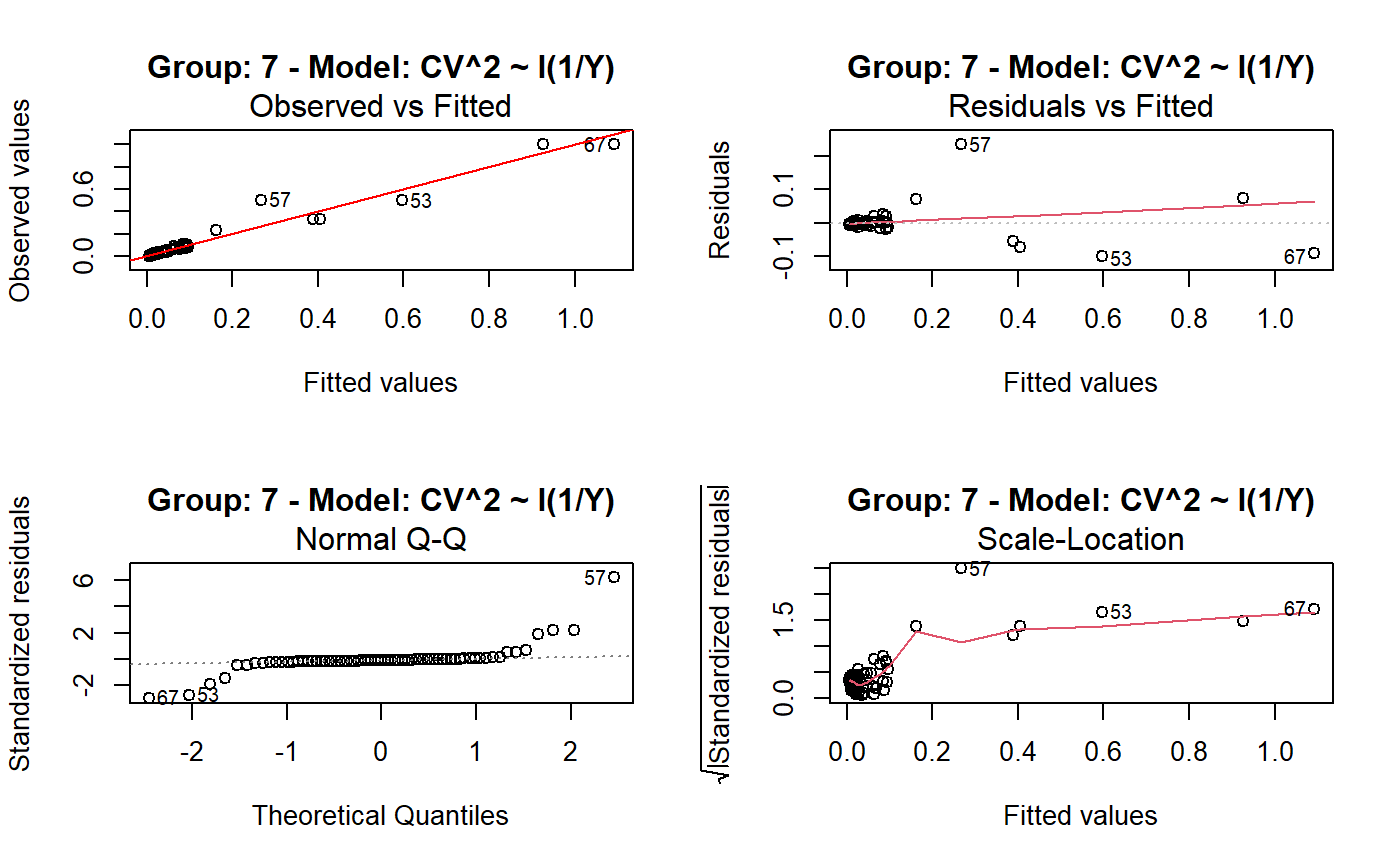 Group: 7 - Model: CV^2 ~ I(1/Y)
Observed vs Fitted
Observed values
0.0 0.6
57
53
67
0.0 0.2 0.4 0.6 0.8 1.0
Fitted values
Group: 7 - Model: CV^2 ~ I(1/Y)
Residuals vs Fitted
Residuals
-0.1 0.1
57
53
67
0.0 0.2 0.4 0.6 0.8 1.0
Fitted values
Group: 7 - Model: CV^2 ~ I(1/Y)
Normal Q-Q
Standardized residuals
-2 2 6
57
67
53
-2 -1 0 1 2
Theoretical Quantiles
Group: 7 - Model: CV^2 ~ I(1/Y)
Scale-Location
√|Standardized residuals|
0.0 1.5
57
53
67
0.0 0.2 0.4 0.6 0.8 1.0
Fitted values